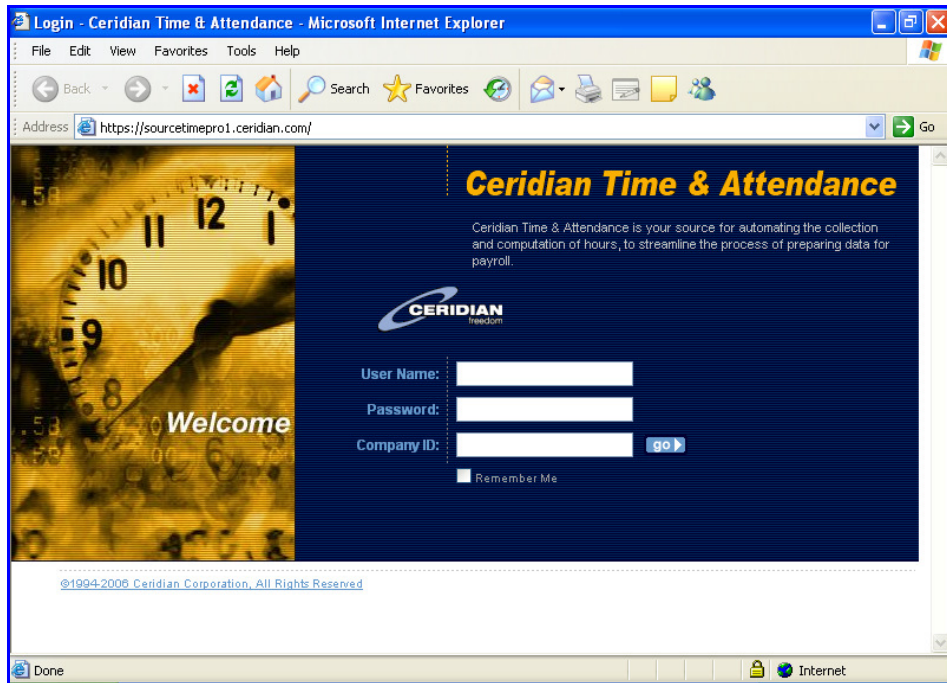 Login - Ceridian Time & Attendance - Microsoft Internet Explorer
File Edit View Favorites Tools Help
Back Search Favorites
Address https://sourcetimepro1.ceridian.com/ Go
Ceridian Time & Attendance
Ceridian Time & Attendance is your source for automating the collection
and computation of hours, to streamline the process of preparing data for
payroll.
CERIDIAN
freedom
11 12 1
10
9
8
6
Welcome
User Name:
Password:
Company ID: go
Remember Me
©1994-2006 Ceridian Corporation, All Rights Reserved
Done Internet